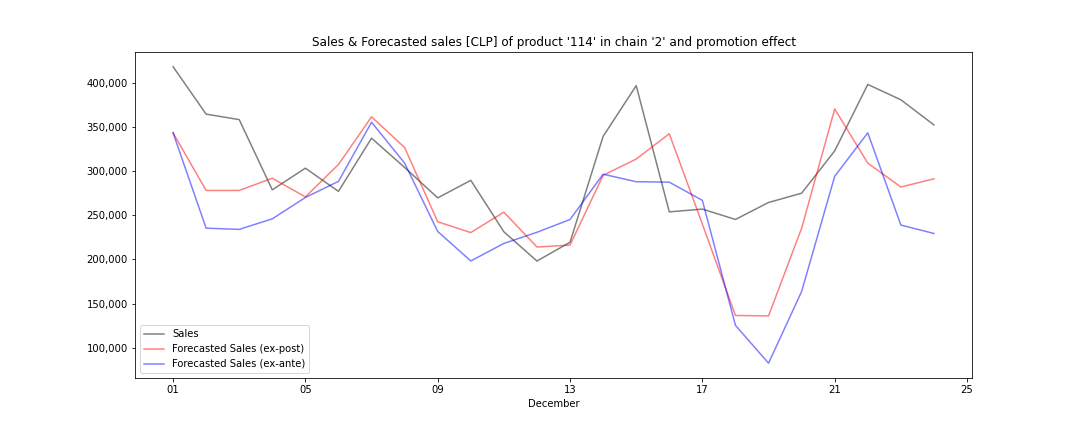 Sales & Forecasted sales [CLP] of product '114' in chain '2' and promotion effect
400,000
350,000
300,000
250,000
200,000
150,000
100,000
Sales
Forecasted Sales (ex-post)
Forecasted Sales (ex-ante)
01 05 09 13 17 21 25
December